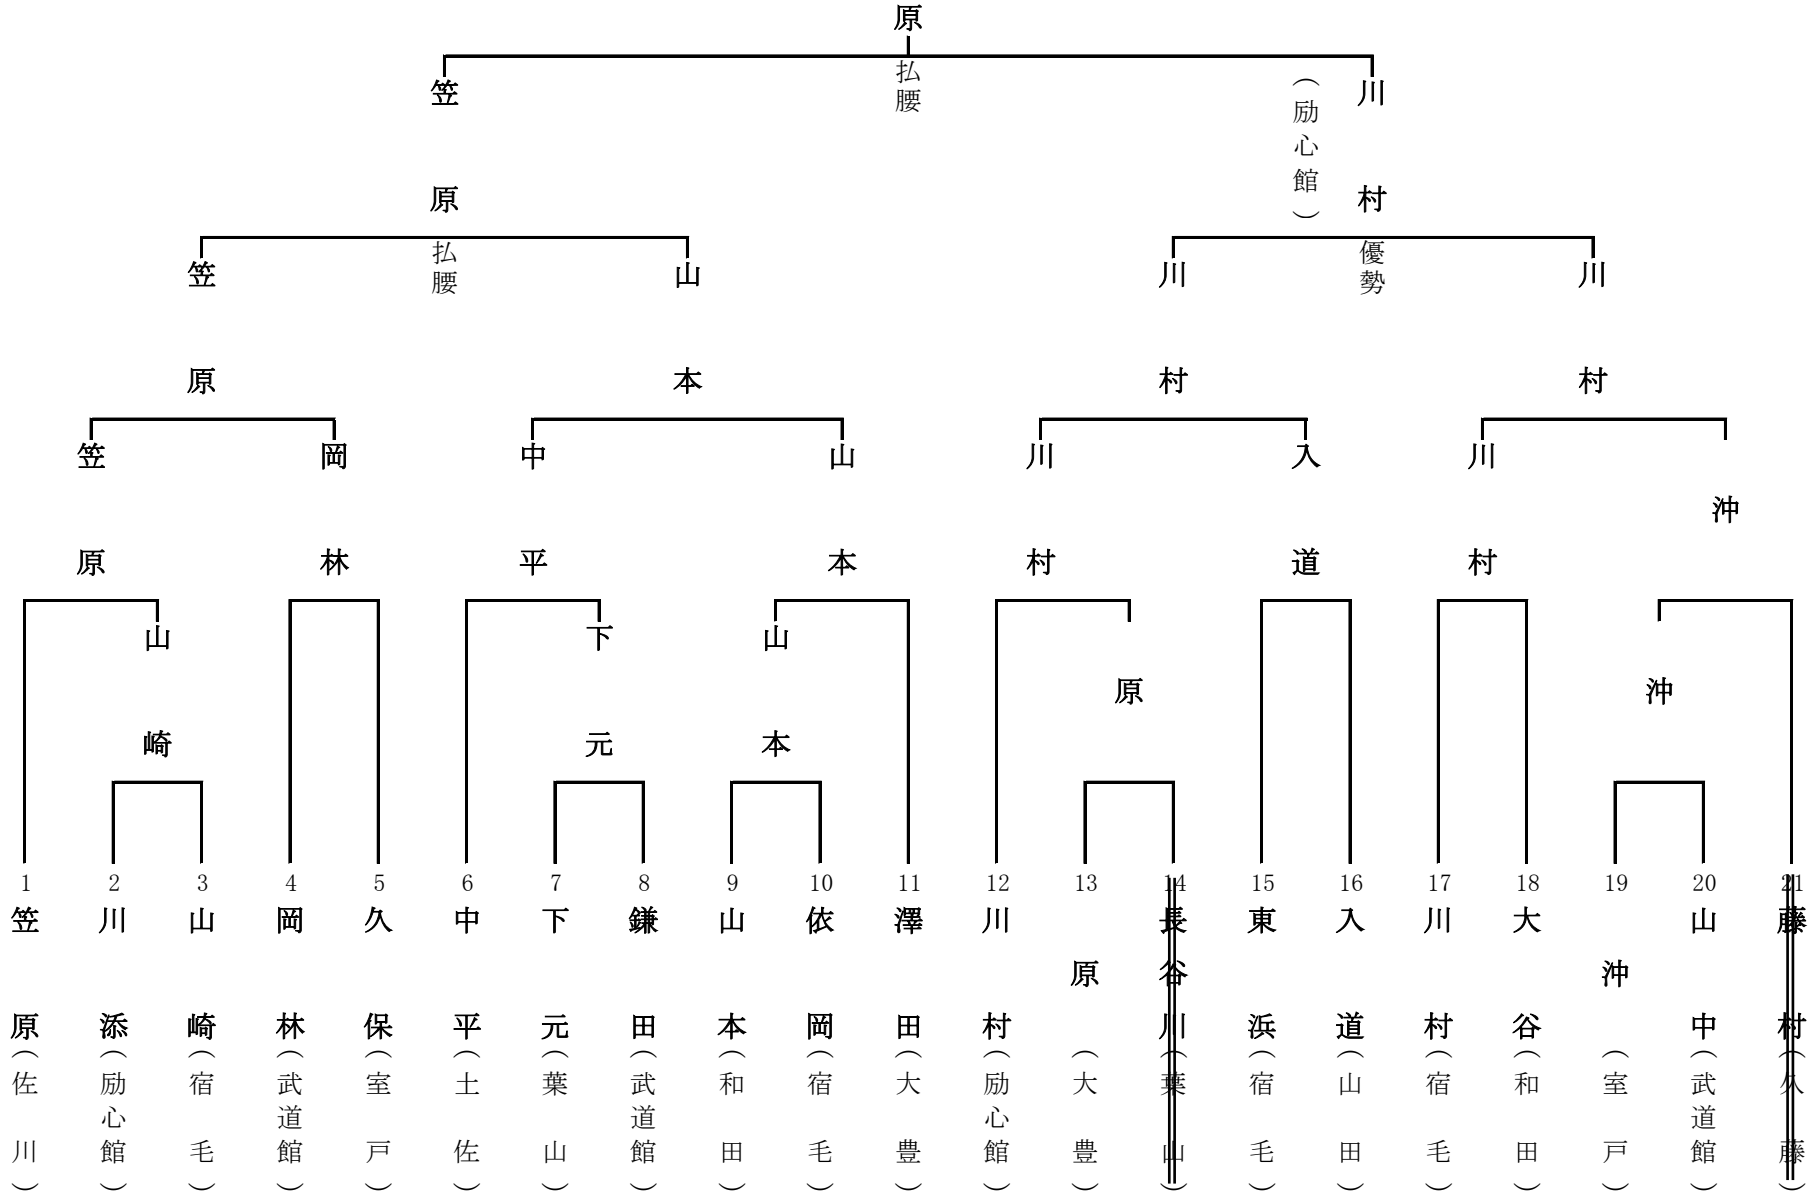 原
払腰
笠原
川村
（励心館）
払腰
優勢
笠原
山本
川村
川村
笠原
岡林
中平
山本
川村
入道
川村
沖
山崎
下元
山本
原
沖
1 笠原（佐川）
2 川添（励心館）
3 山崎（宿毛）
4 岡林（武道館）
5 久保（室戸）
6 中平（土佐）
7 下元（葉山）
8 鎌田（武道館）
9 山本（和田）
10 依岡（宿毛）
11 澤田（大豊）
12 川村（励心館）
13 原（大豊）
14 長谷川（葉山）
15 東浜（宿毛）
16 入道（山田）
17 川村（宿毛）
18 大谷（和田）
19 沖（室戸）
20 山中（武道館）
21 藤村（久藤）